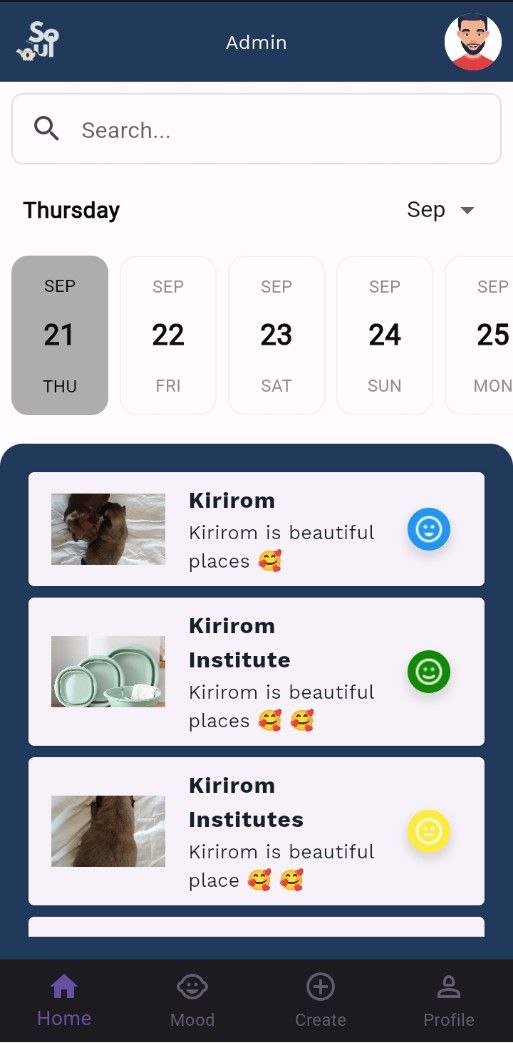 Soul
Admin
Search...
Thursday
Sep
SEP
21
THU
SEP
22
FRI
SEP
23
SAT
SEP
24
SUN
SEP
25
MON
Kirirom
Kirirom is beautiful
places 🥰
Kirirom
Institute
Kirirom is beautiful
places 🥰 🥰
Kirirom
Institutes
Kirirom is beautiful
place 🥰 🥰
Home
Mood
Create
Profile